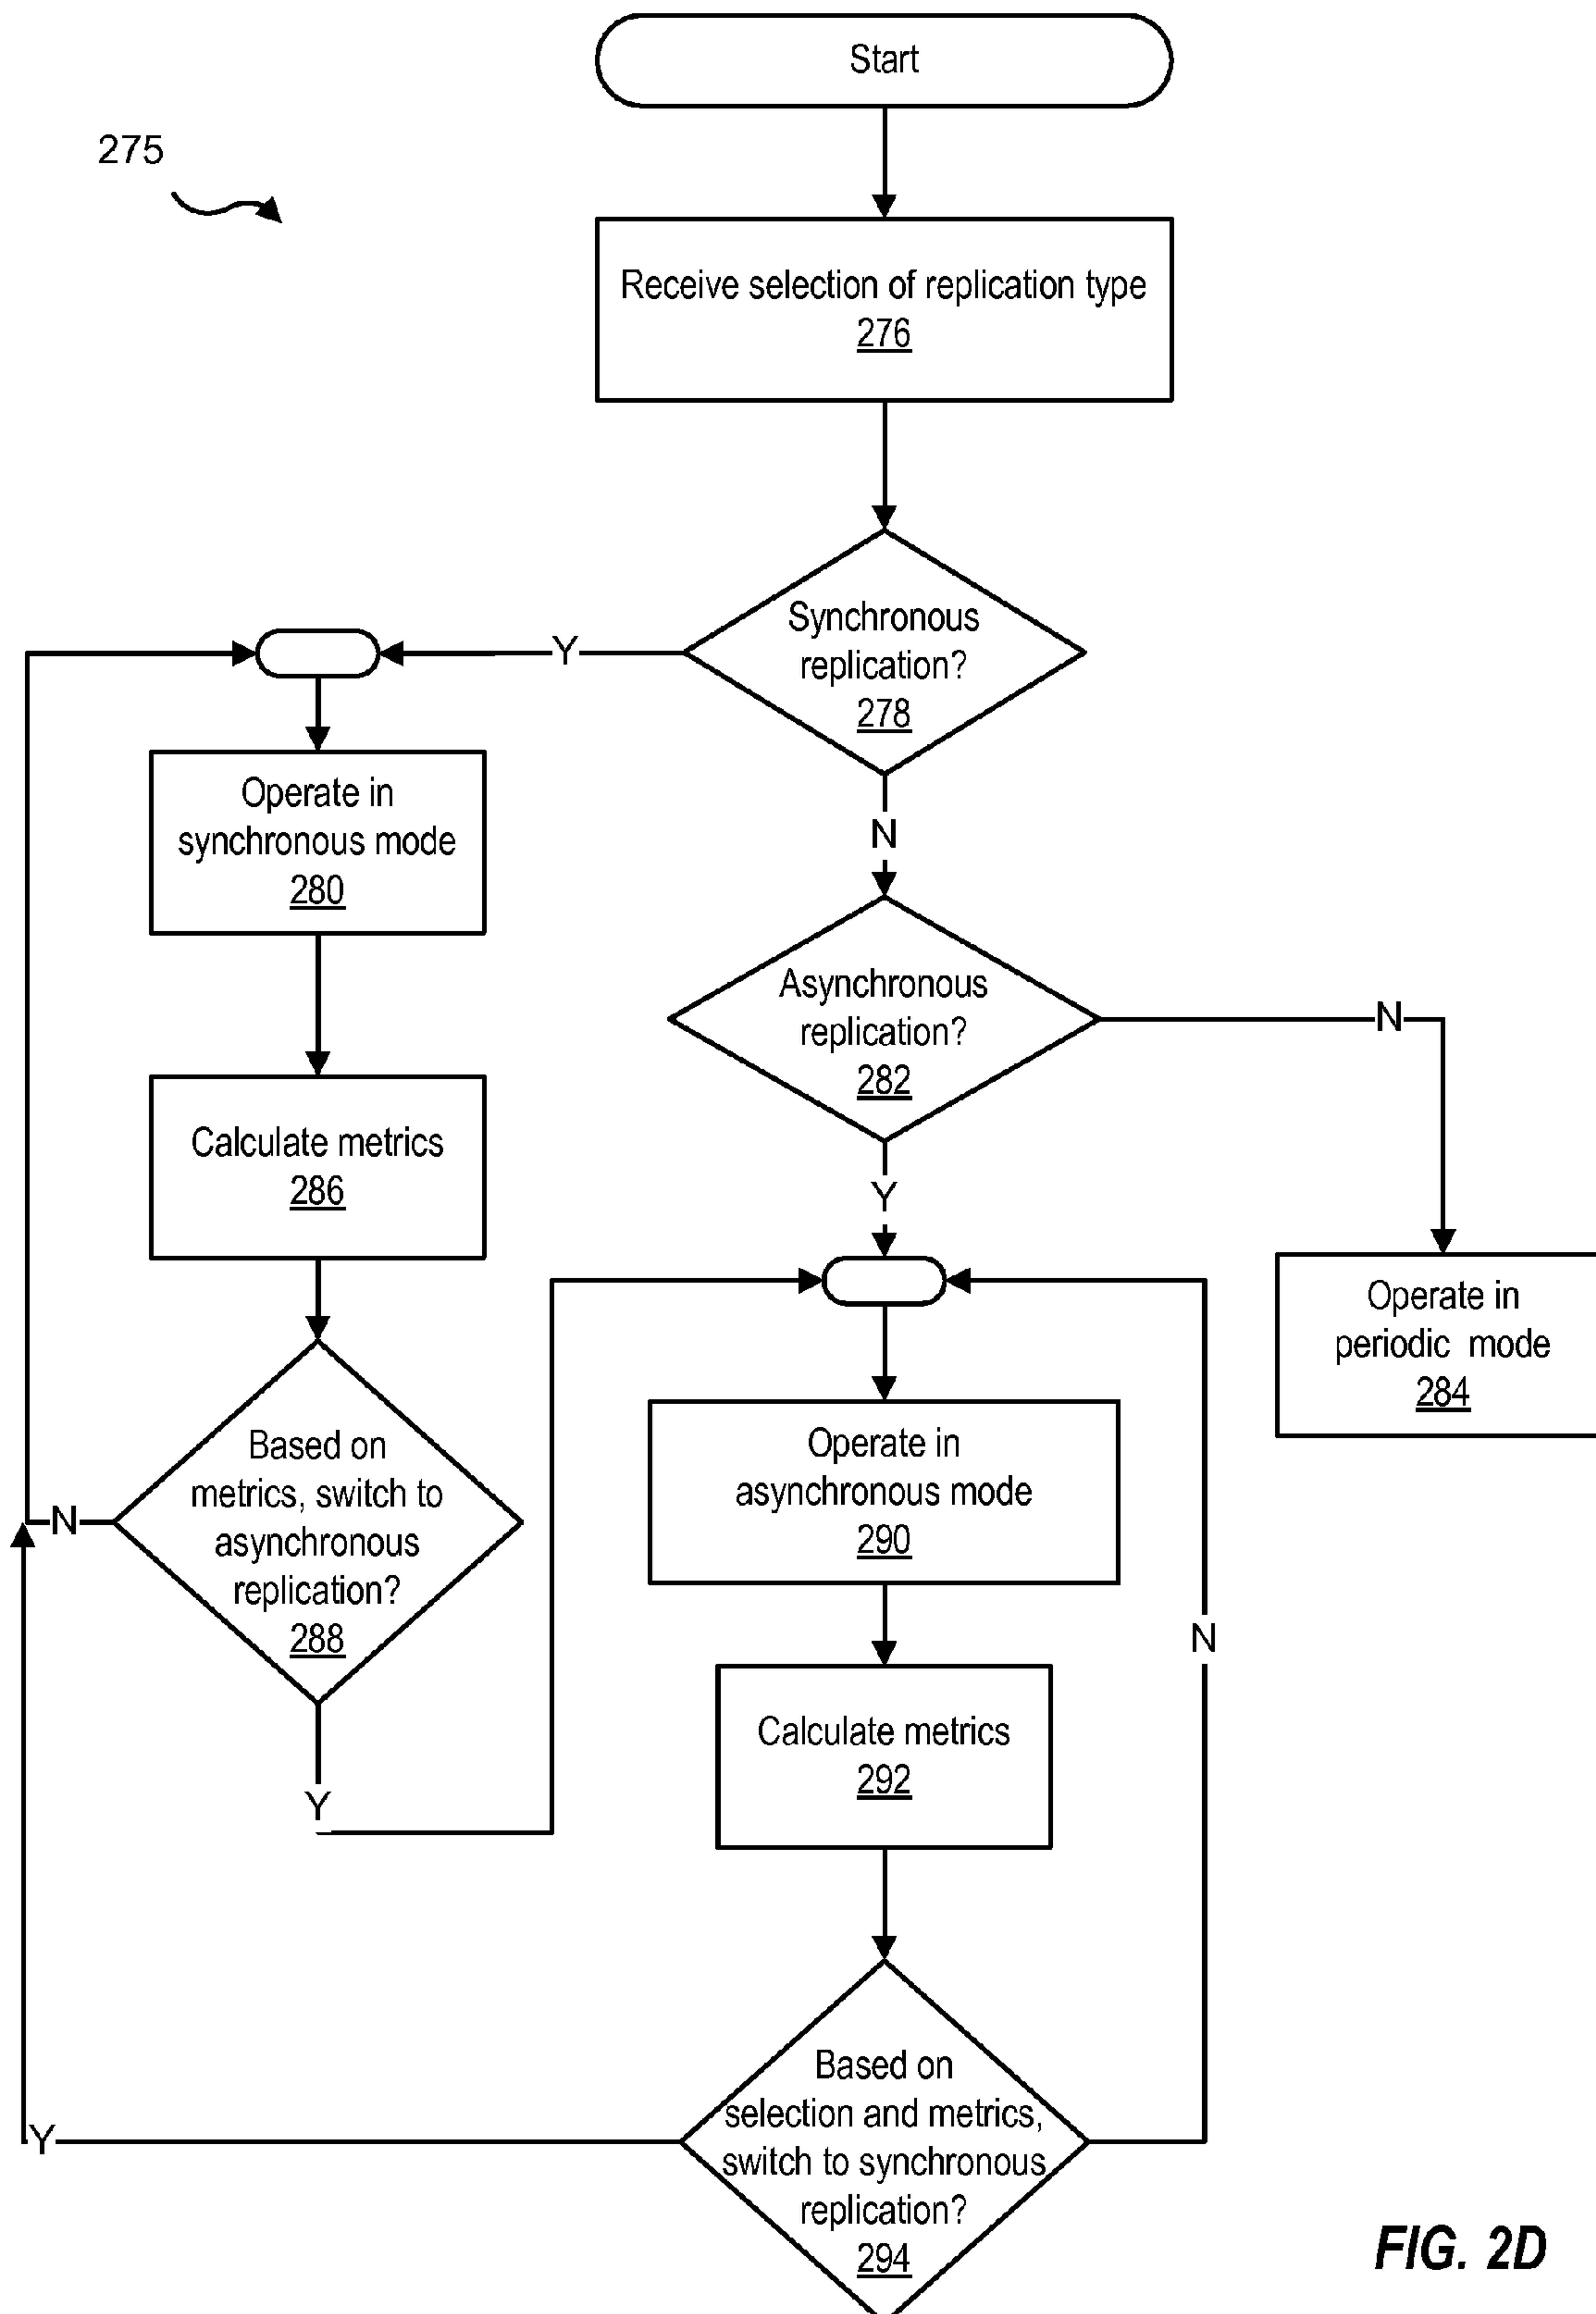 Start
275
Receive selection of replication type
276
Synchronous
replication?
278
Y
N
Operate in
synchronous mode
280
Asynchronous
replication?
282
N
Y
Calculate metrics
286
Operate in
periodic mode
284
Based on
metrics, switch to
asynchronous
replication?
288
N
Y
Operate in
asynchronous mode
290
N
Calculate metrics
292
Based on
selection and metrics,
switch to synchronous
replication?
294
Y
FIG. 2D